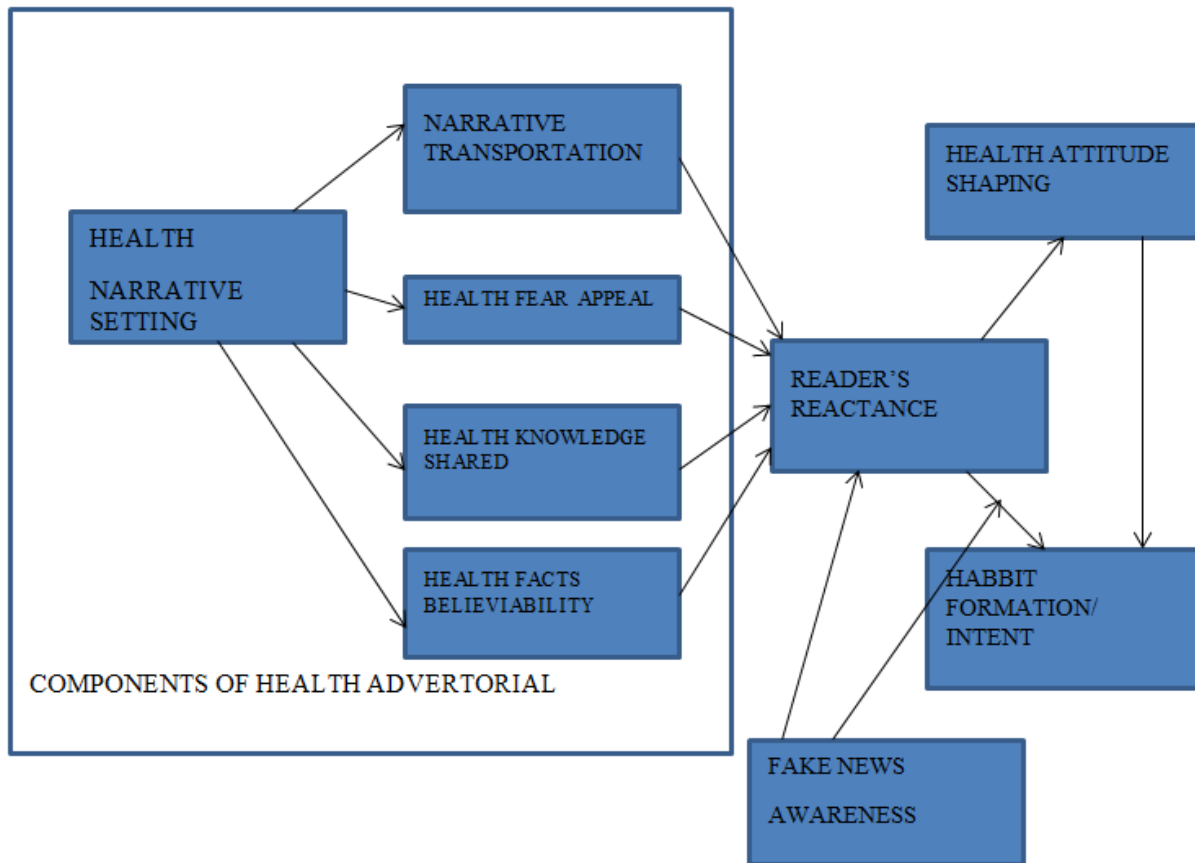 NARRATIVE
TRANSPORTATION
HEALTH ATTITUDE
SHAPING
HEALTH
NARRATIVE
SETTING
HEALTH FEAR APPEAL
READER'S
REACTANCE
HEALTH KNOWLEDGE
SHARED
HEALTH FACTS
BELIEVIABILITY
HABBIT
FORMATION/
INTENT
COMPONENTS OF HEALTH ADVERTORIAL
FAKE NEWS
AWARENESS